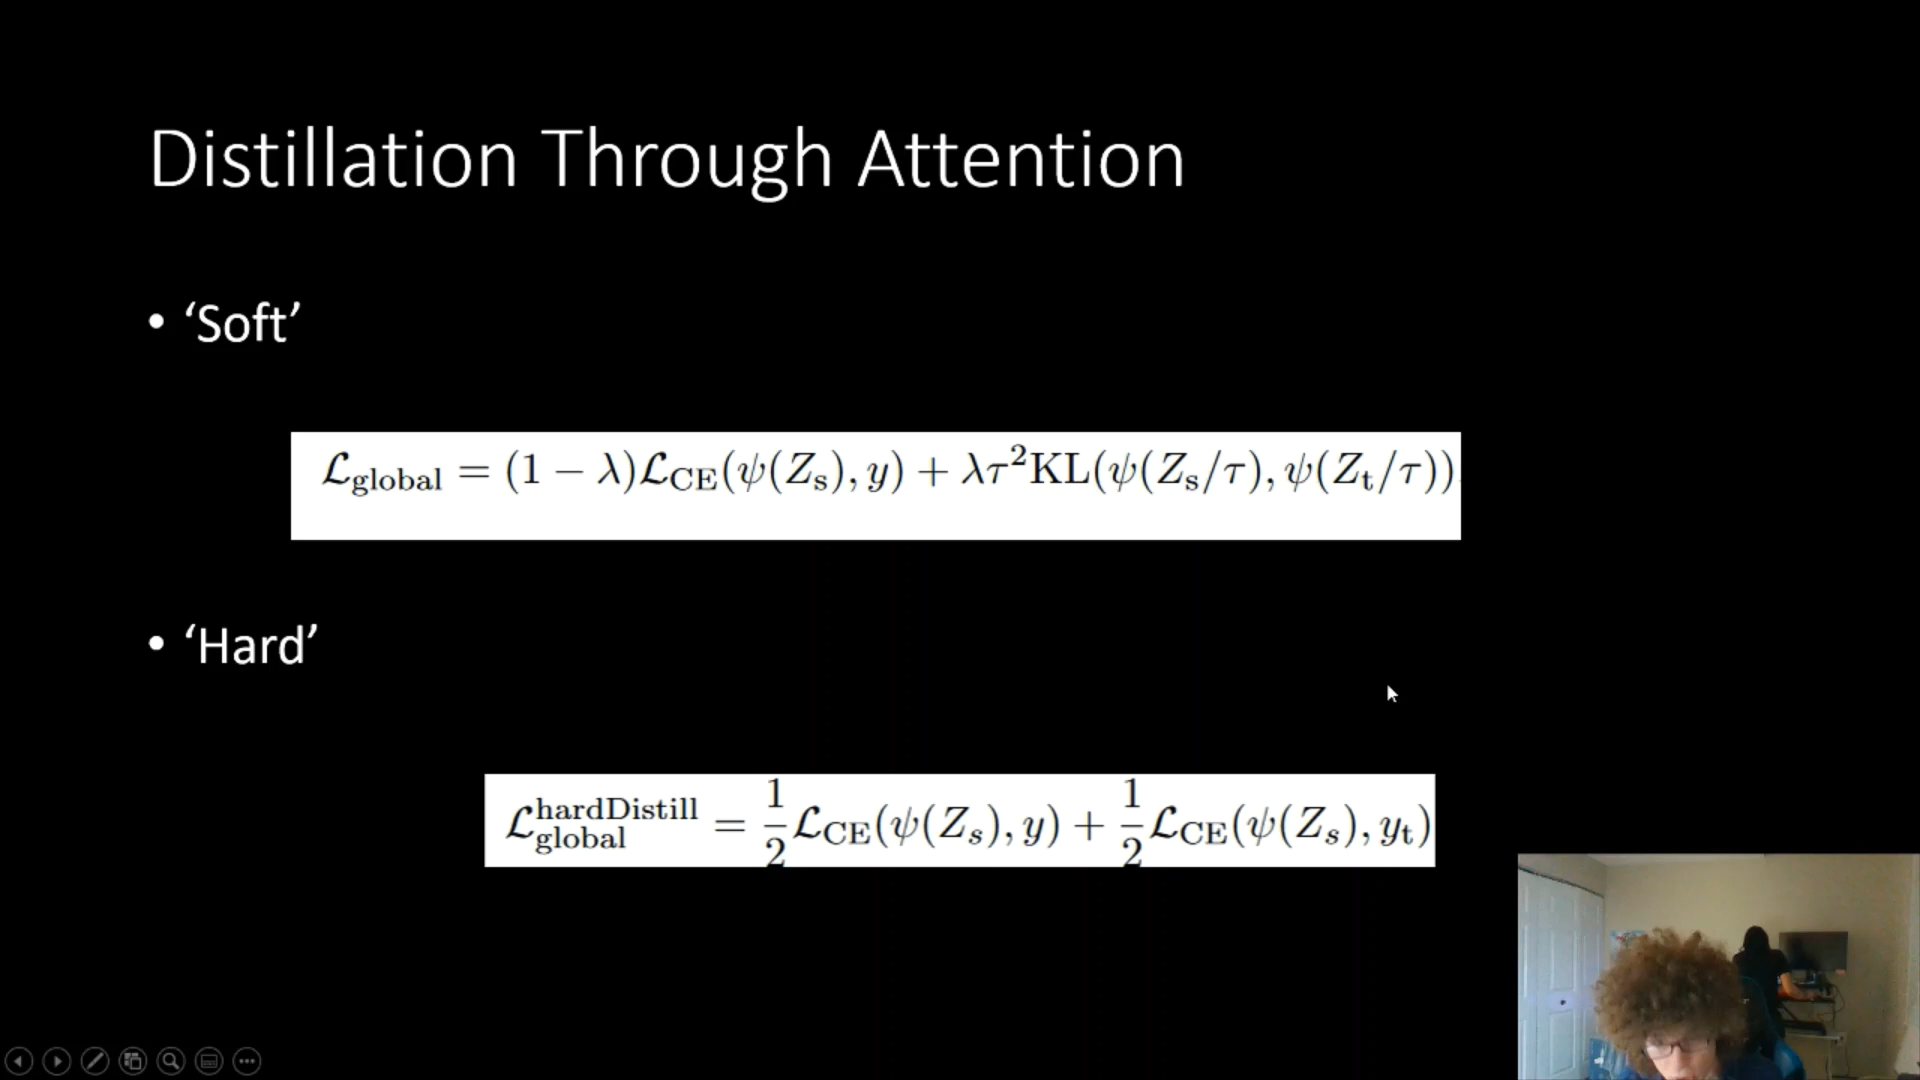 Distillation Through Attention
• ‘Soft’
ℒ_global = (1 − λ)ℒ_CE(ψ(Z_s), y) + λτ²KL(ψ(Z_s/τ), ψ(Z_t/τ))
• ‘Hard’
ℒ_global^hardDistill = 1/2 ℒ_CE(ψ(Z_s), y) + 1/2 ℒ_CE(ψ(Z_s), y_t)